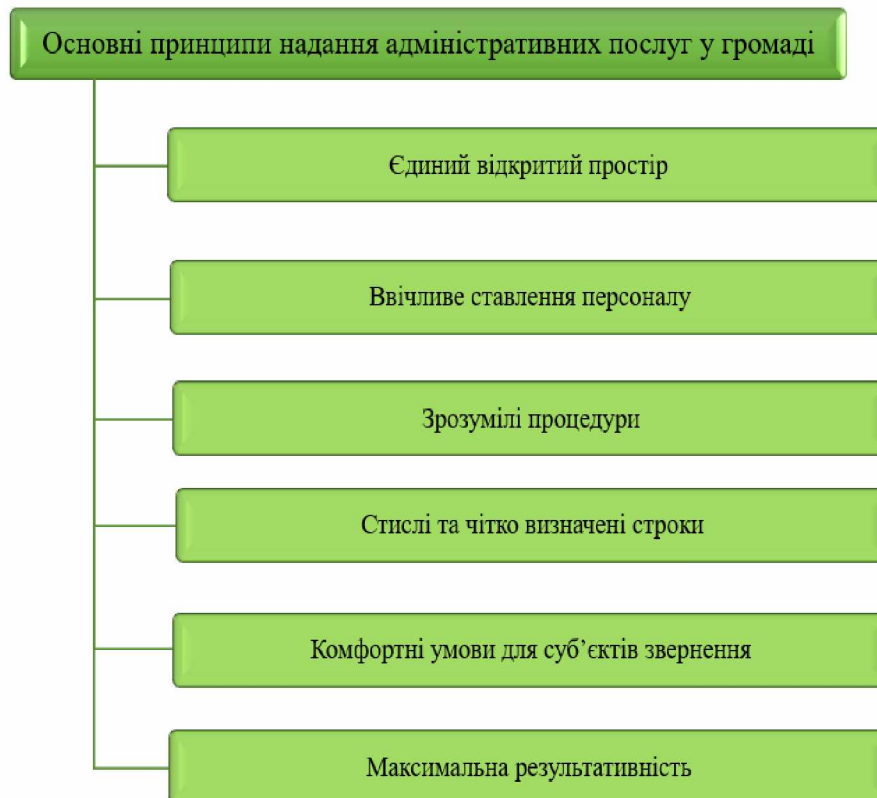 Основні принципи надання адміністративних послуг у громаді
Єдиний відкритий простір
Ввічливе ставлення персоналу
Зрозумілі процедури
Стислі та чітко визначені строки
Комфортні умови для суб’єктів звернення
Максимальна результативність